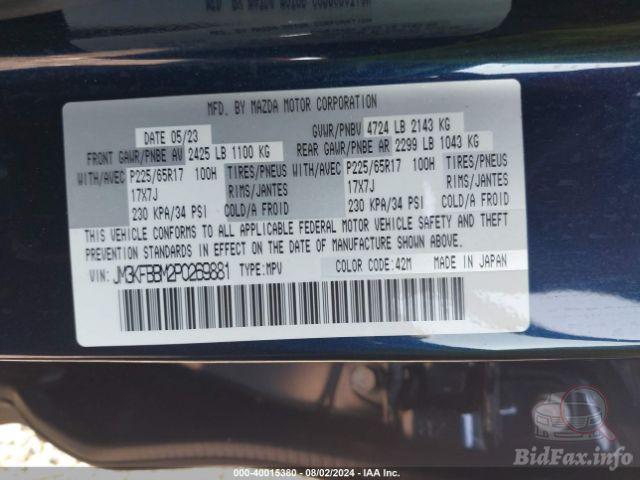 MFD. BY MAZDA MOTOR CORPORATION
DATE 05/23 GVWR/PNBV 4724 LB 2143 KG
FRONT GAWR/PNBE AV 2425 LB 1100 KG REAR GAWR/PNBE AR 2299 LB 1043 KG
WITH/AVEC P225/65R17 100H TIRES/PNEUS WITH/AVEC P225/65R17 100H TIRES/PNEUS
17X7J RIMS/JANTES 17X7J RIMS/JANTES
230 KPA/34 PSI COLD/A FROID 230 KPA/34 PSI COLD/A FROID
THIS VEHICLE CONFORMS TO ALL APPLICABLE FEDERAL MOTOR VEHICLE SAFETY AND THEFT
PREVENTION STANDARDS IN EFFECT ON THE DATE OF MANUFACTURE SHOWN ABOVE.
VIN: JM3KFBBM2P0269881 TYPE: MPV COLOR CODE: 42M MADE IN JAPAN
BidFax.info
000-40015380 - 08/02/2024 - IAA Inc.